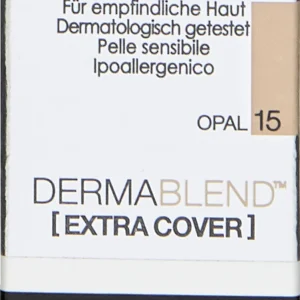 Für empfindliche Haut
Dermatologisch getestet
Pelle sensibile
Ipoallergenico
OPAL 15
DERMABLEND™
[EXTRA COVER]